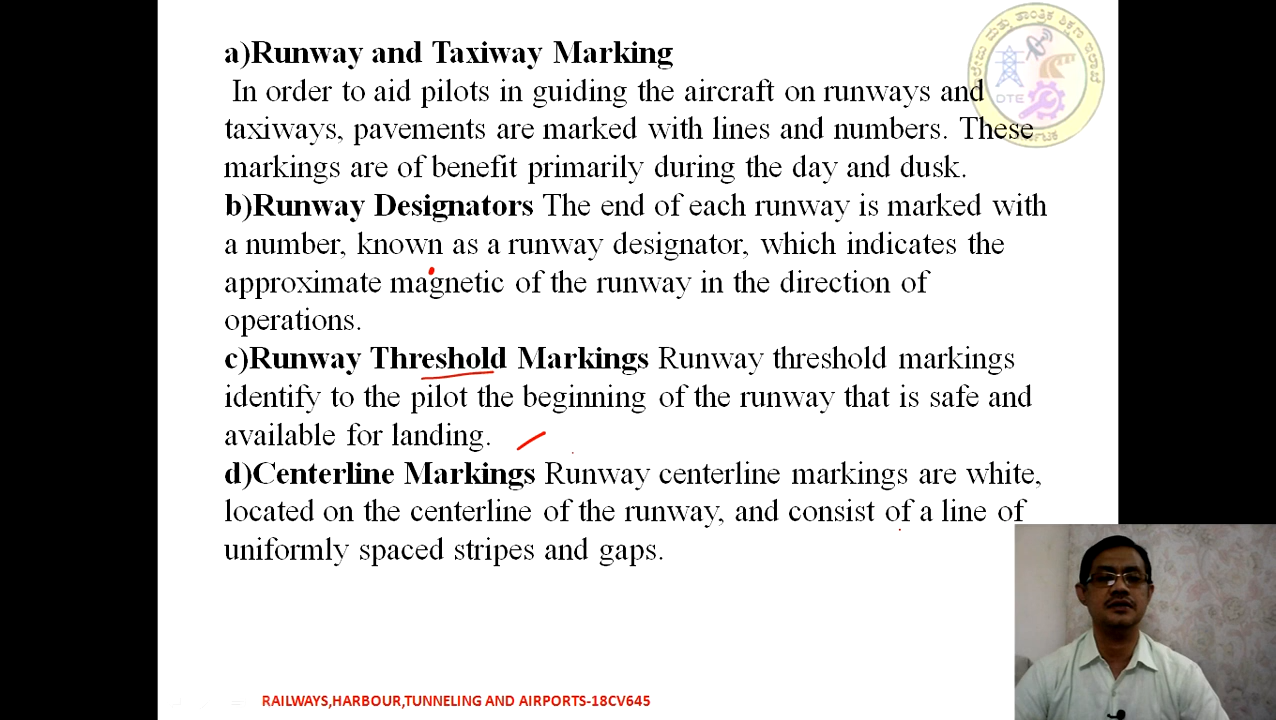 a)Runway and Taxiway Marking
In order to aid pilots in guiding the aircraft on runways and
taxiways, pavements are marked with lines and numbers. These
markings are of benefit primarily during the day and dusk.
b)Runway Designators The end of each runway is marked with
a number, known as a runway designator, which indicates the
approximate magnetic of the runway in the direction of
operations.
c)Runway Threshold Markings Runway threshold markings
identify to the pilot the beginning of the runway that is safe and
available for landing.
d)Centerline Markings Runway centerline markings are white,
located on the centerline of the runway, and consist of a line of
uniformly spaced stripes and gaps.
DTE
RAILWAYS,HARBOUR,TUNNELING AND AIRPORTS-18CV645